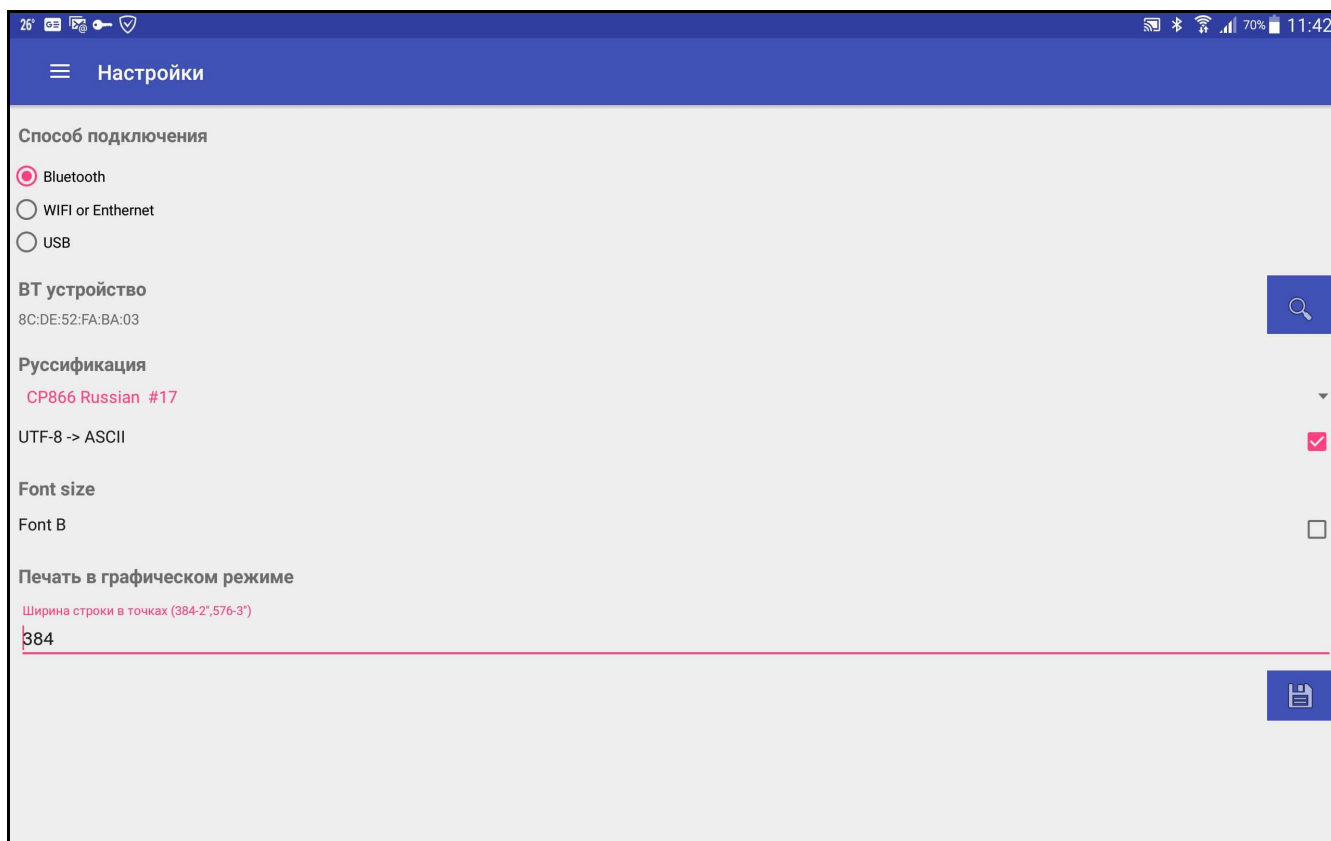 26° GE 70% 11:42
Настройки
Способ подключения
Bluetooth
WIFI or Enthernet
USB
BT устройство
8C:DE:52:FA:BA:03
Руссификация
CP866 Russian #17
UTF-8 -> ASCII
Font size
Font B
Печать в графическом режиме
Ширина строки в точках (384-2",576-3")
384